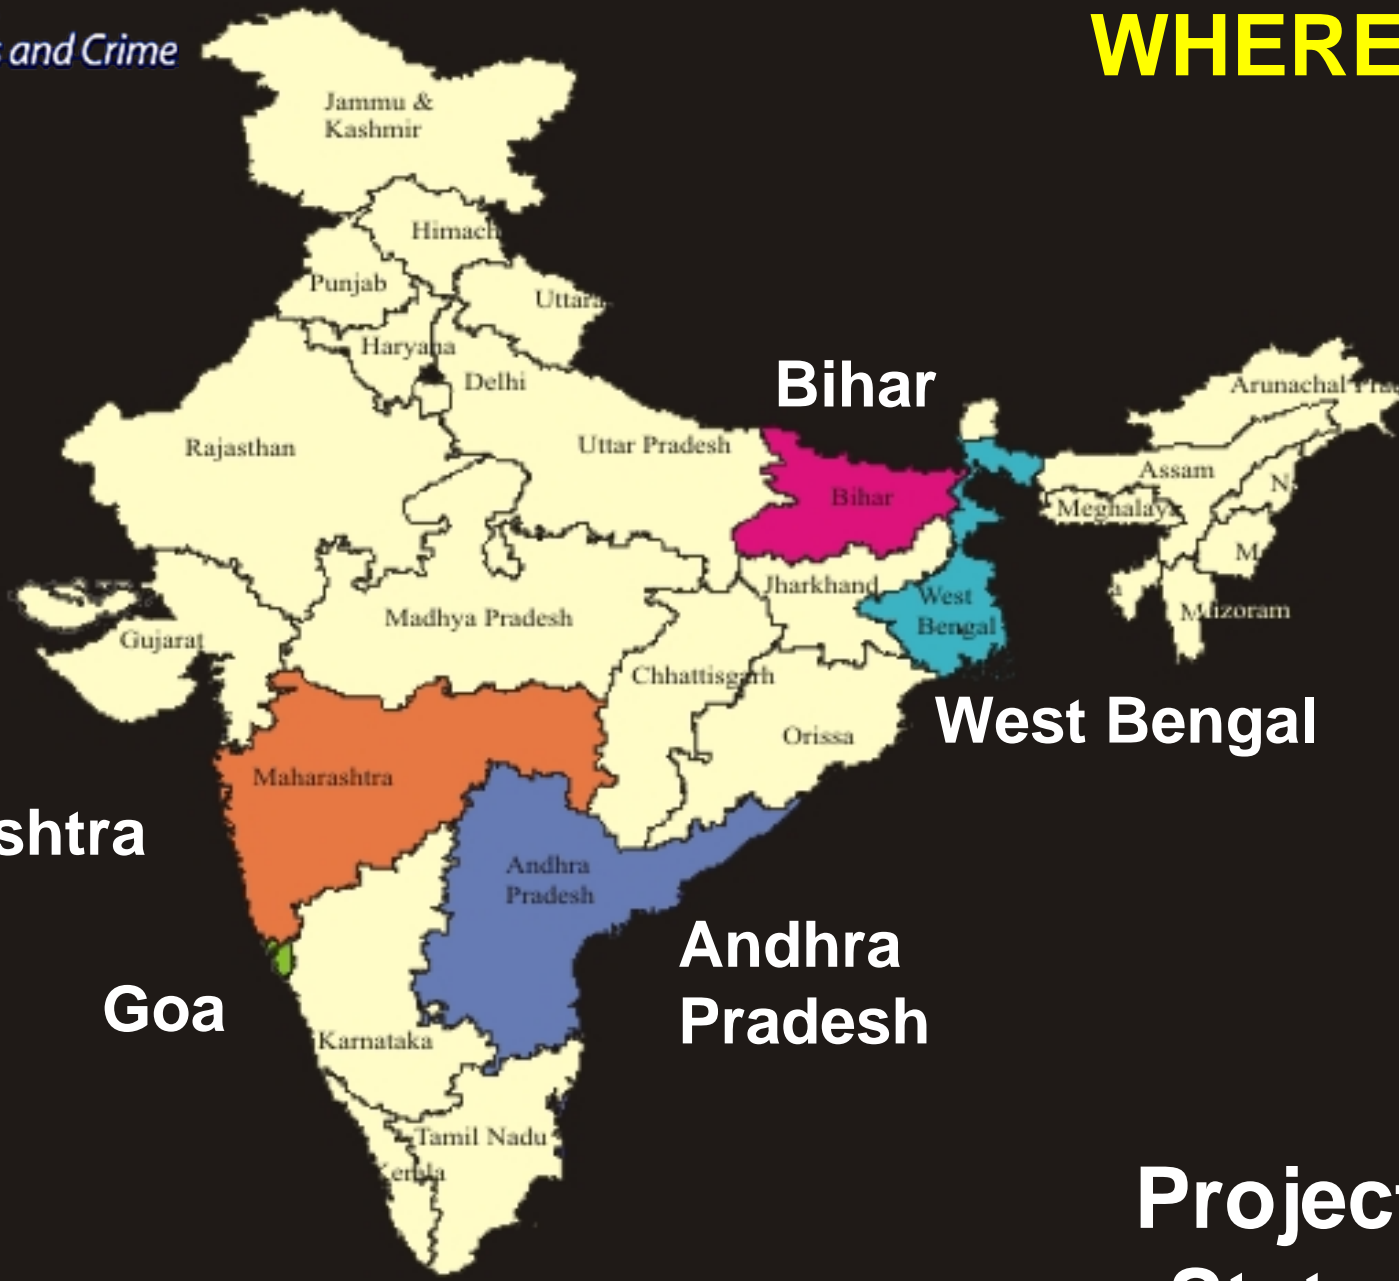 and Crime
WHERE
Jammu &
Kashmir
Himach
Punjab
Uttara
Haryana
Delhi
Bihar
Arunachal Prad
Rajasthan
Uttar Pradesh
Assam
Bihar
N
Meghalaya
M
Jharkhand
West
Bengal
a
Mizoram
Madhya Pradesh
Gujarat
Chhattisgarh
West Bengal
Orissa
Maharashtra
shtra
Andhra
Pradesh
Andhra
Pradesh
Goa
Karnataka
Tamil Nadu
Kerala
Project